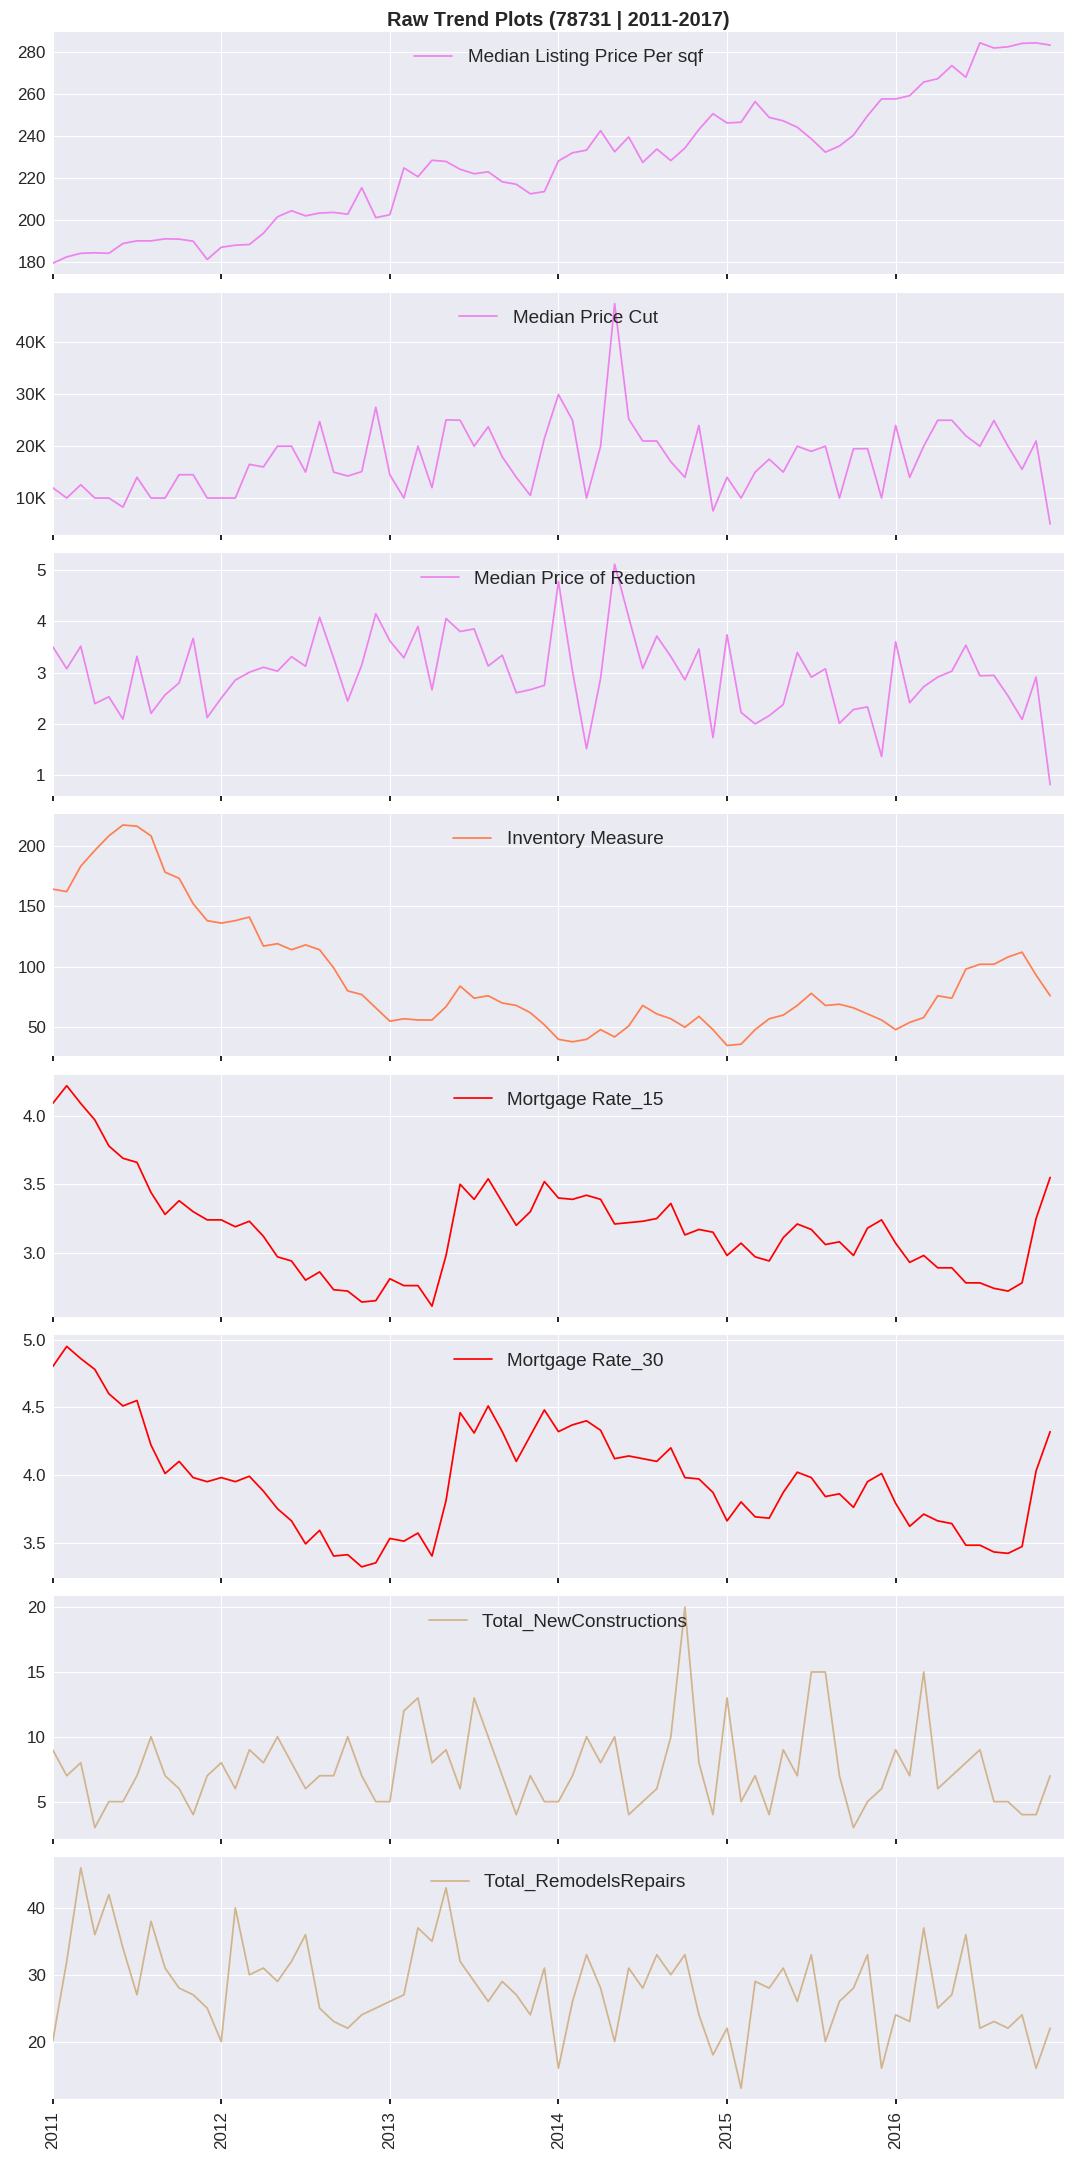 Raw Trend Plots (78731 | 2011-2017)
Median Listing Price Per sqf
280
260
240
220
200
180
Median Price Cut
40K
30K
20K
10K
Median Price of Reduction
5
4
3
2
1
Inventory Measure
200
150
100
50
Mortgage Rate_15
4.0
3.5
3.0
Mortgage Rate_30
5.0
4.5
4.0
3.5
Total_NewConstructions
20
15
10
5
Total_RemodelsRepairs
40
30
20
2011
2012
2013
2014
2015
2016